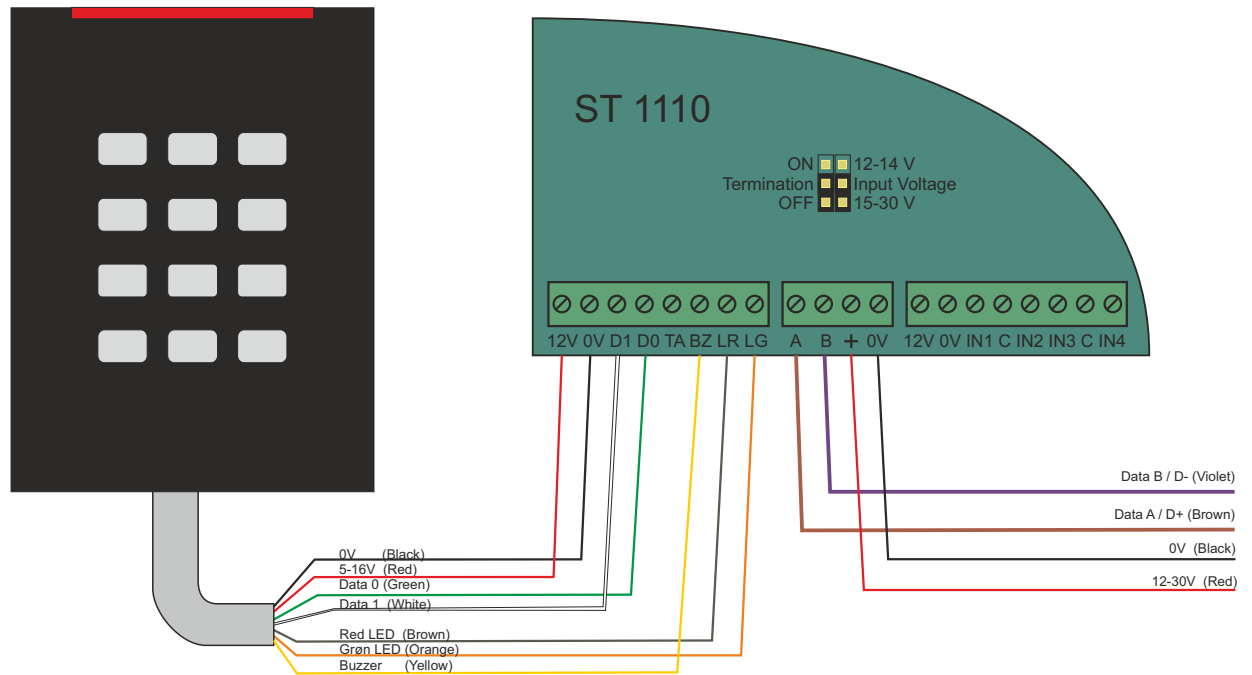 ST 1110
ON 12-14 V
Termination Input Voltage
OFF 15-30 V
12V 0V D1 D0 TA BZ LR LG A B + 0V 12V 0V IN1 C IN2 IN3 C IN4
Data B / D- (Violet)
Data A / D+ (Brown)
0V (Black)
12-30V (Red)
0V (Black)
5-16V (Red)
Data 0 (Green)
Data 1 (White)
Red LED (Brown)
Grøn LED (Orange)
Buzzer (Yellow)